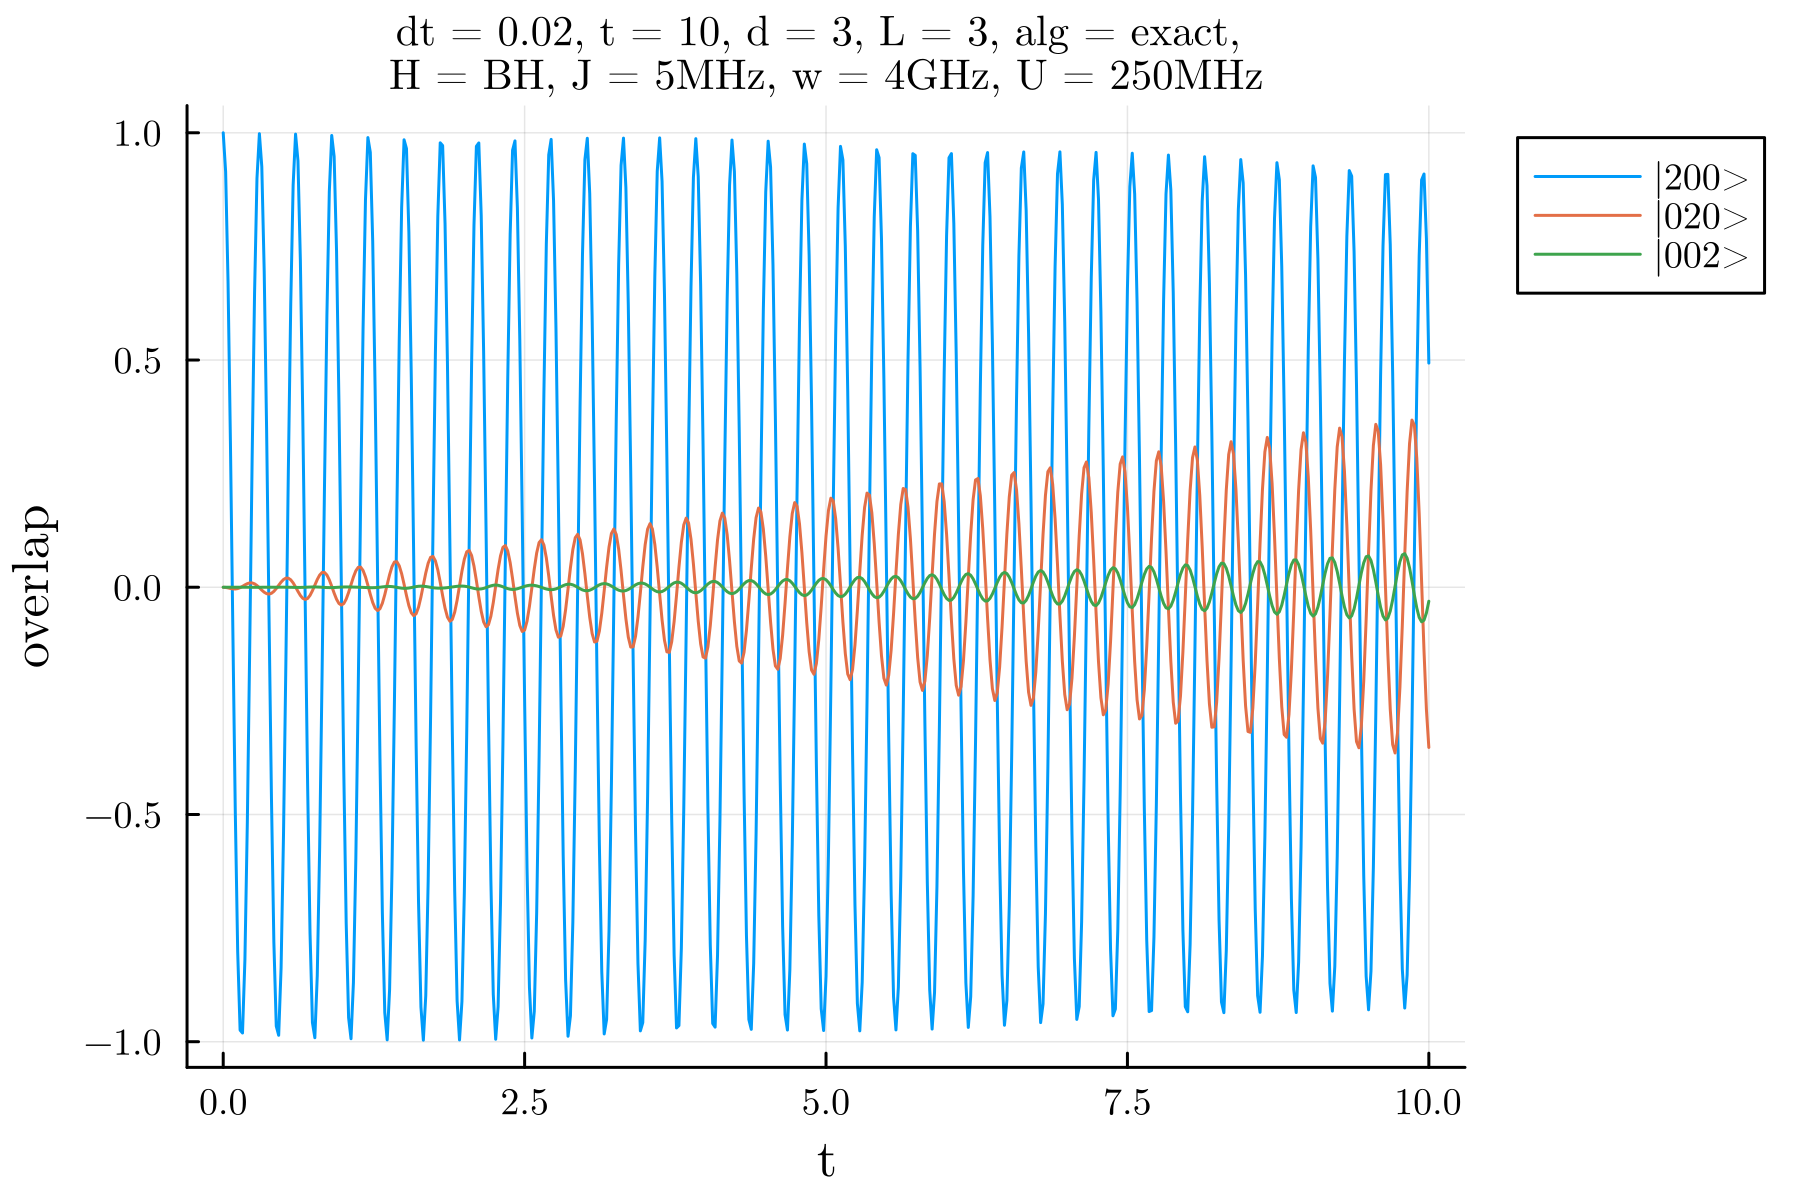 dt = 0.02, t = 10, d = 3, L = 3, alg = exact,
H = BH, J = 5MHz, w = 4GHz, U = 250MHz
1.0
0.5
0.0
−0.5
−1.0
overlap
0.0 2.5 5.0 7.5 10.0
t
|200>
|020>
|002>